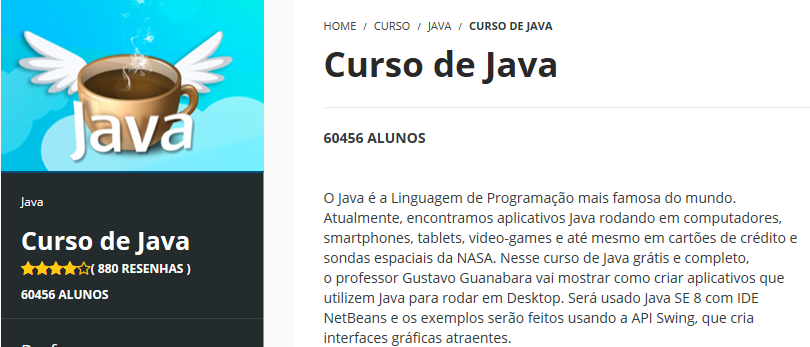 Java
Java
Curso de Java
( 880 RESENHAS )
60456 ALUNOS
HOME / CURSO / JAVA / CURSO DE JAVA
Curso de Java
60456 ALUNOS
O Java é a Linguagem de Programação mais famosa do mundo.
Atualmente, encontramos aplicativos Java rodando em computadores,
smartphones, tablets, video-games e até mesmo em cartões de crédito e
sondas espaciais da NASA. Nesse curso de Java grátis e completo,
o professor Gustavo Guanabara vai mostrar como criar aplicativos que
utilizem Java para rodar em Desktop. Será usado Java SE 8 com IDE
NetBeans e os exemplos serão feitos usando a API Swing, que cria
interfaces gráficas atraentes.